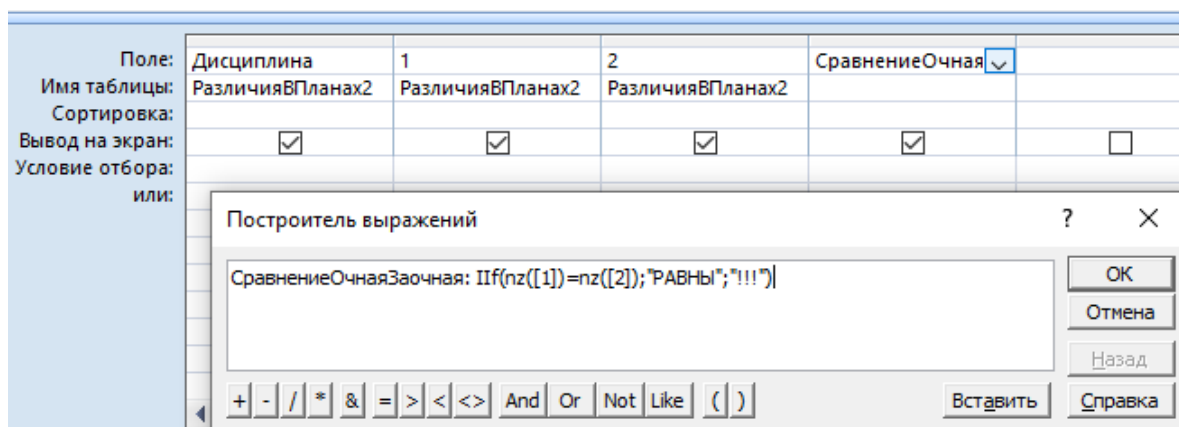 Поле: Дисциплина 1 2 СравнениеОчная
Имя таблицы: РазличияВПланах2 РазличияВПланах2 РазличияВПланах2
Сортировка:
Вывод на экран:
Условие отбора:
или:
Построитель выражений ? ×
СравнениеОчнаяЗаочная: IIf(nz([1])=nz([2]);"РАВНЫ";"!!!")
ОК
Отмена
Назад
+ - / * & = > < <> And Or Not Like ( ) Вставить Справка